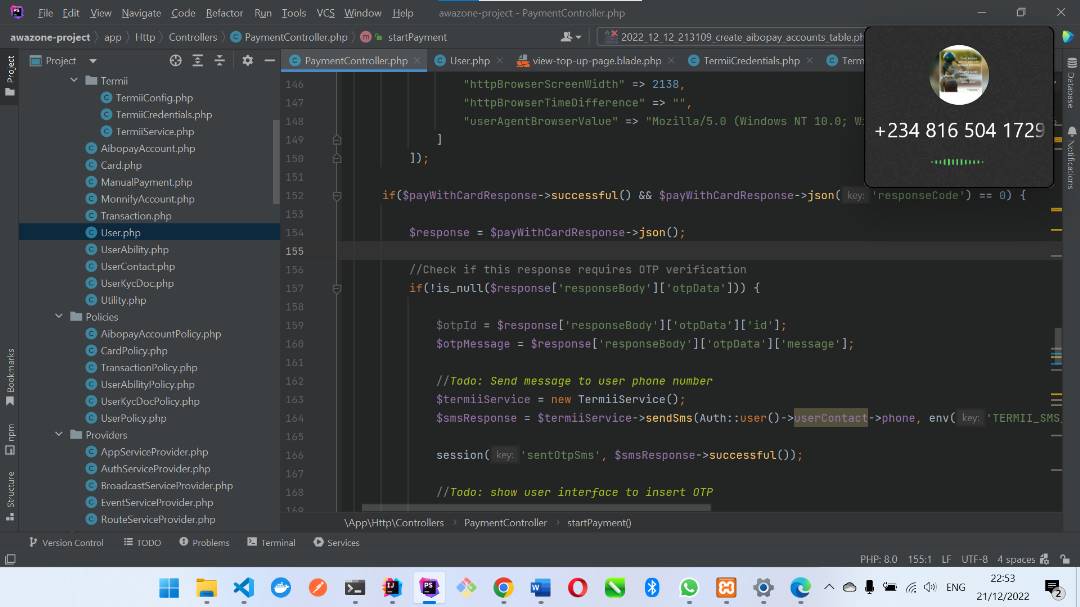 File Edit View Navigate Code Refactor Run Tools VCS Window Help awazone-project - PaymentController.php
awazone-project app Http Controllers PaymentController.php m startPayment 2022_12_12_213109_create_aibopay_accounts_table.ph
Project
PaymentController.php User.php view-top-up-page.blade.php TermiiCredentials.php Term
Termii
TermiiConfig.php
TermiiCredentials.php
TermiiService.php
AibopayAccount.php
Card.php
ManualPayment.php
MonnifyAccount.php
Transaction.php
User.php
UserAbility.php
UserContact.php
UserKycDoc.php
Utility.php
Policies
AibopayAccountPolicy.php
CardPolicy.php
TransactionPolicy.php
UserAbilityPolicy.php
UserKycDocPolicy.php
UserPolicy.php
Providers
AppServiceProvider.php
AuthServiceProvider.php
BroadcastServiceProvider.php
EventServiceProvider.php
RouteServiceProvider.php
146 "httpBrowserScreenWidth" => 2138,
147 "httpBrowserTimeDifference" => "",
148 "userAgentBrowserValue" => "Mozilla/5.0 (Windows NT 10.0; Wi
149 ]
150 ]);
151
152 if($payWithCardResponse->successful() && $payWithCardResponse->json( key: 'responseCode') == 0) {
153
154 $response = $payWithCardResponse->json();
155
156 //Check if this response requires OTP verification
157 if(!is_null($response['responseBody']['otpData'])) {
158
159 $otpId = $response['responseBody']['otpData']['id'];
160 $otpMessage = $response['responseBody']['otpData']['message'];
161
162 //Todo: Send message to user phone number
163 $termiiService = new TermiiService();
164 $smsResponse = $termiiService->sendSms(Auth::user()->userContact->phone, env( key: 'TERMII_SMS_
165
166 session( key: 'sentOtpSms', $smsResponse->successful());
167
168 //Todo: show user interface to insert OTP
169
+234 816 504 1729
Project
Bookmarks
npm
Structure
Database
Notifications
\App\Http\Controllers PaymentController startPayment()
Version Control TODO Problems Terminal Services
PHP: 8.0 155:1 LF UTF-8 4 spaces
ENG 22:53
21/12/2022
2